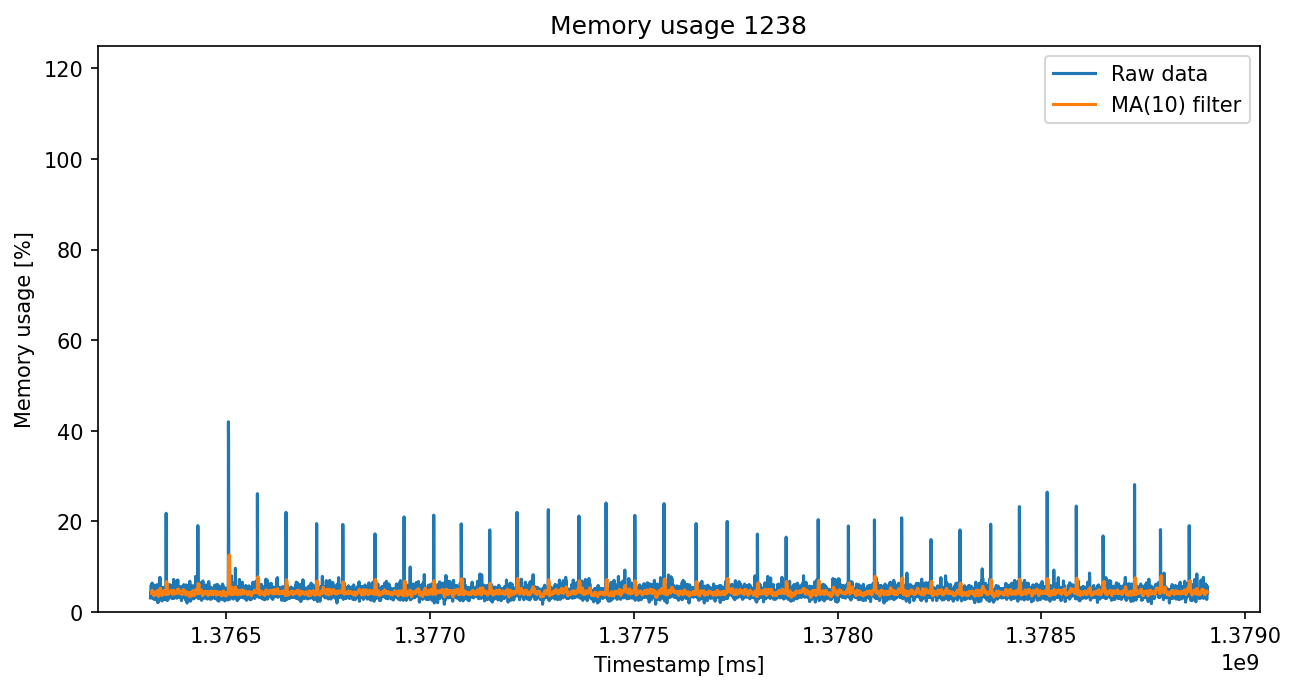 Memory usage 1238
Raw data
MA(10) filter
Memory usage [%]
120
100
80
60
40
20
0
1.3765 1.3770 1.3775 1.3780 1.3785 1.3790
1e9
Timestamp [ms]